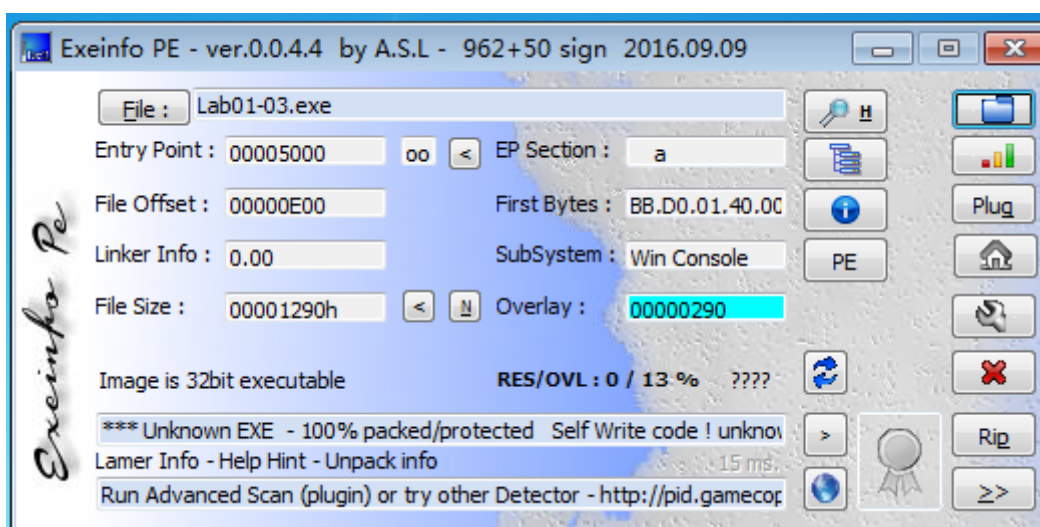 Exeinfo PE - ver.0.0.4.4 by A.S.L - 962+50 sign 2016.09.09
File : Lab01-03.exe H
Entry Point : 00005000 oo < EP Section : a
File Offset : 00000E00 First Bytes : BB.D0.01.40.00 Plug
Linker Info : 0.00 SubSystem : Win Console PE
File Size : 00001290h < N Overlay : 00000290
Image is 32bit executable RES/OVL : 0 / 13 % ????
*** Unknown EXE - 100% packed/protected Self Write code ! > Rip
Lamer Info - Help Hint - Unpack info 15 ms.
Run Advanced Scan (plugin) or try other Detector - http://pid.gamecop >>
Exeinfo Pe